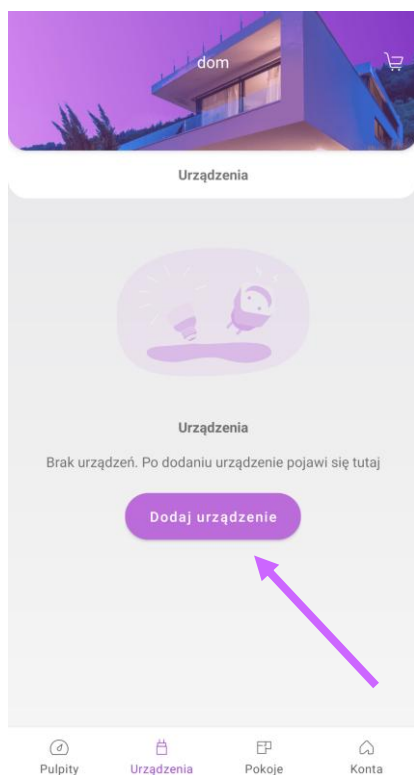 dom
Urządzenia
Urządzenia
Brak urządzeń. Po dodaniu urządzenie pojawi się tutaj
Dodaj urządzenie
Pulpity Urządzenia Pokoje Konta